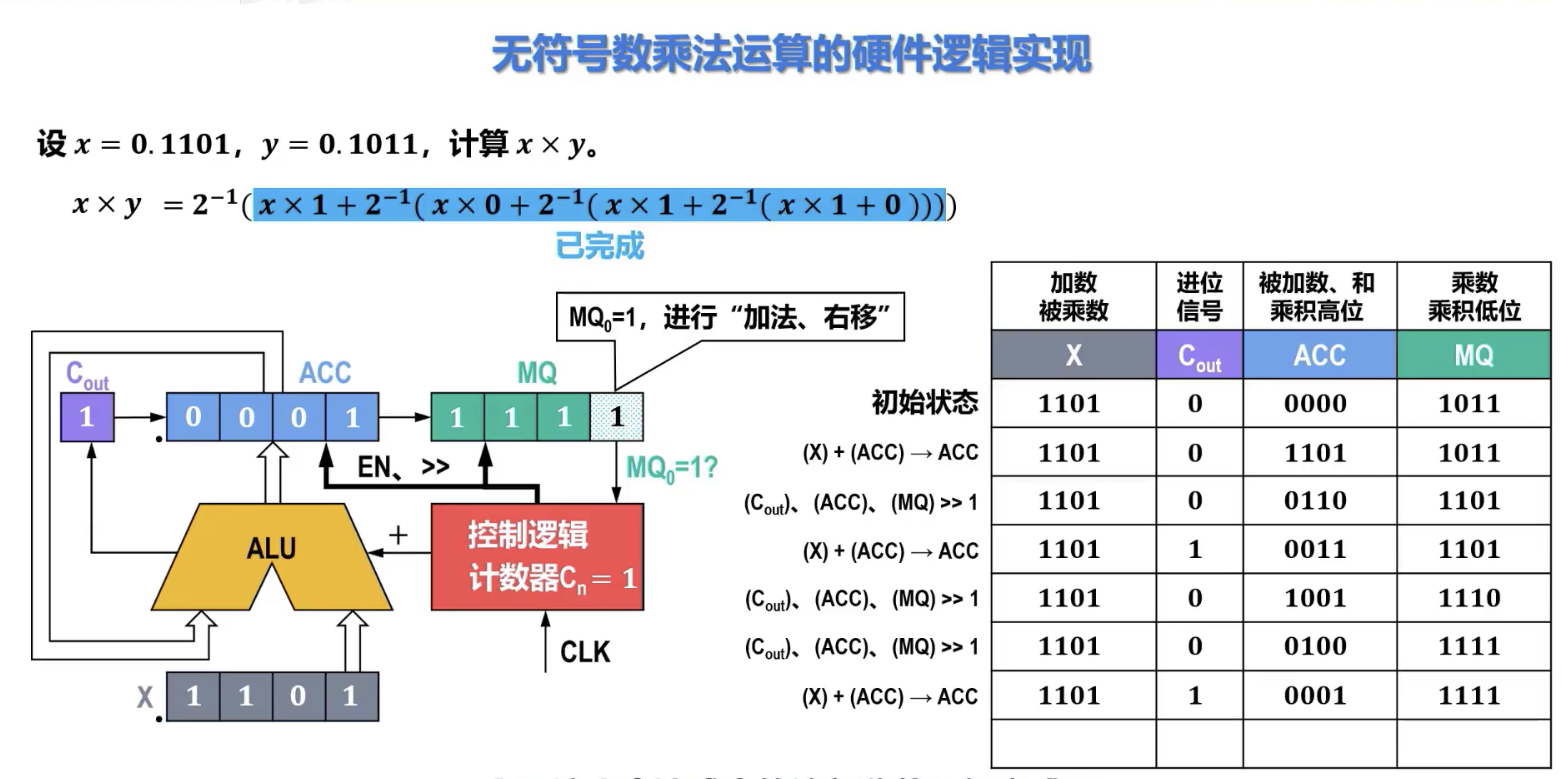 无符号数乘法运算的硬件逻辑实现
设 x = 0.1101，y = 0.1011，计算 x × y。
x × y = 2⁻¹( x × 1 + 2⁻¹( x × 0 + 2⁻¹( x × 1 + 2⁻¹( x × 1 + 0 ))))
已完成
MQ₀=1，进行“加法、右移”
Cout ACC MQ
1 0 0 0 1 1 1 1 1
EN、>> MQ₀=1?
ALU + 控制逻辑
计数器Cₙ = 1
CLK
X 1 1 0 1
加数 被乘数 进位 信号 被加数、和 乘积高位 乘数 乘积低位
X Cout ACC MQ
初始状态 1101 0 0000 1011
(X) + (ACC) → ACC 1101 0 1101 1011
(Cout)、(ACC)、(MQ) >> 1 1101 0 0110 1101
(X) + (ACC) → ACC 1101 1 0011 1101
(Cout)、(ACC)、(MQ) >> 1 1101 0 1001 1110
(Cout)、(ACC)、(MQ) >> 1 1101 0 0100 1111
(X) + (ACC) → ACC 1101 1 0001 1111